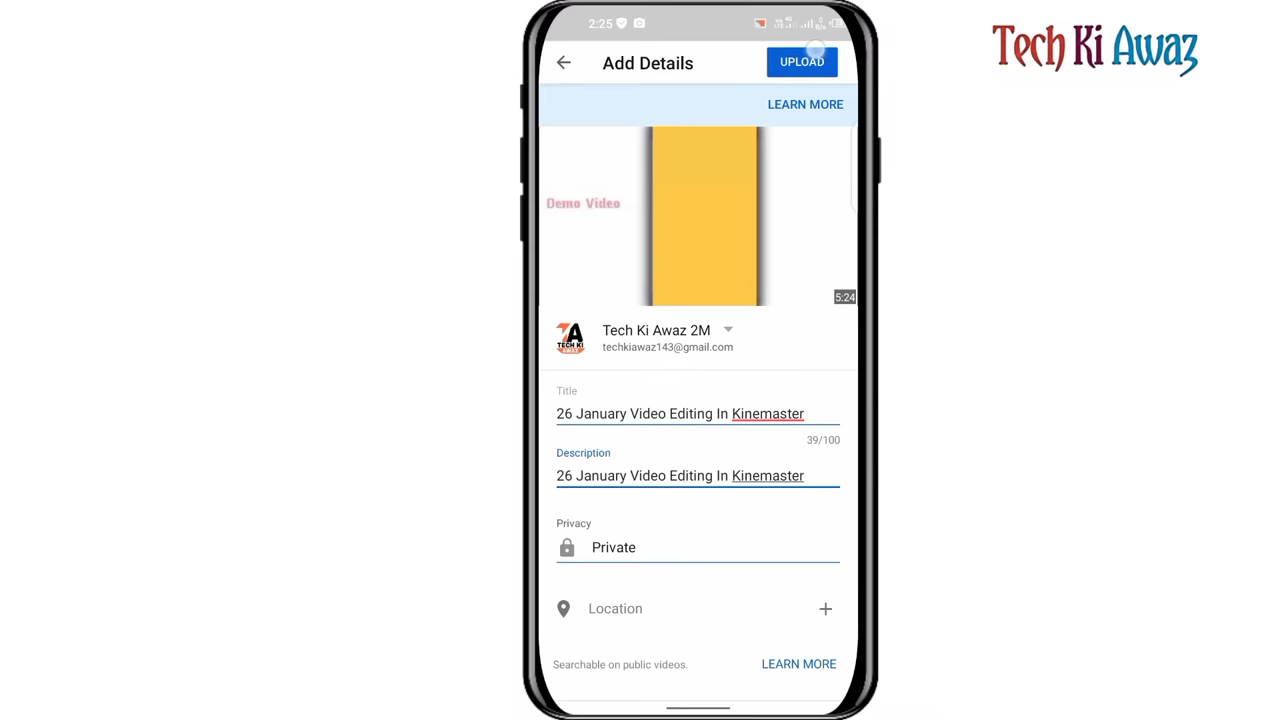 2:25
Tech Ki Awaz
Add Details
UPLOAD
LEARN MORE
Demo Video
5:24
Tech Ki Awaz 2M
techkiawaz143@gmail.com
Title
26 January Video Editing In Kinemaster
39/100
Description
26 January Video Editing In Kinemaster
Privacy
Private
Location
Searchable on public videos.
LEARN MORE